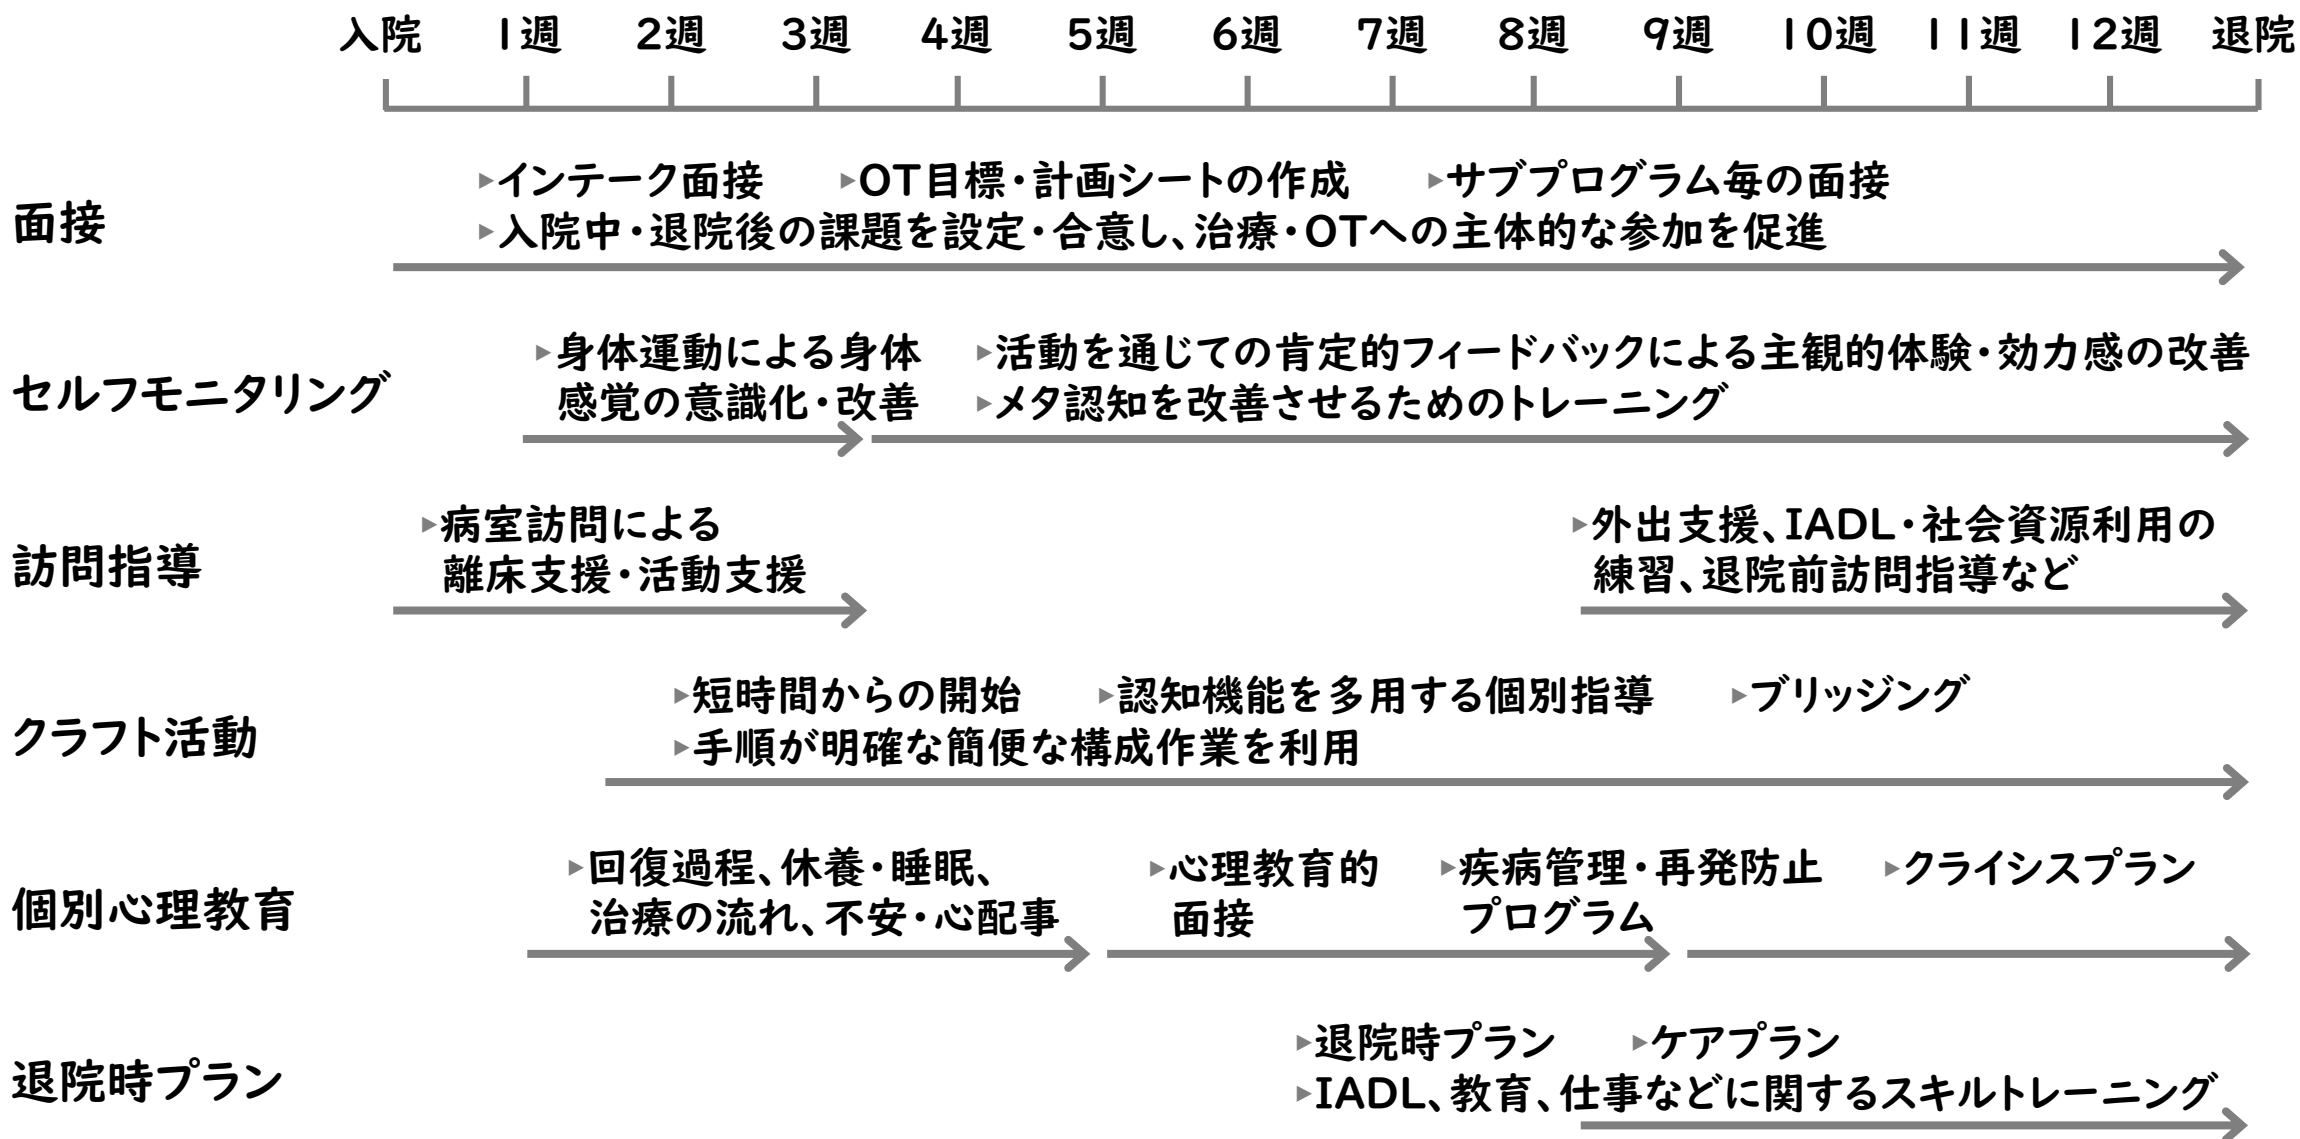 入院 1週 2週 3週 4週 5週 6週 7週 8週 9週 10週 11週 12週 退院
面接
▸インテーク面接 ▸OT目標・計画シートの作成 ▸サブプログラム毎の面接
▸入院中・退院後の課題を設定・合意し、治療・OTへの主体的な参加を促進
セルフモニタリング
▸身体運動による身体
感覚の意識化・改善
▸活動を通じての肯定的フィードバックによる主観的体験・効力感の改善
▸メタ認知を改善させるためのトレーニング
訪問指導
▸病室訪問による
離床支援・活動支援
▸外出支援、IADL・社会資源利用の
練習、退院前訪問指導など
クラフト活動
▸短時間からの開始 ▸認知機能を多用する個別指導 ▸ブリッジング
▸手順が明確な簡便な構成作業を利用
個別心理教育
▸回復過程、休養・睡眠、
治療の流れ、不安・心配事
▸心理教育的
面接
▸疾病管理・再発防止
プログラム
▸クライシスプラン
退院時プラン
▸退院時プラン ▸ケアプラン
▸IADL、教育、仕事などに関するスキルトレーニング